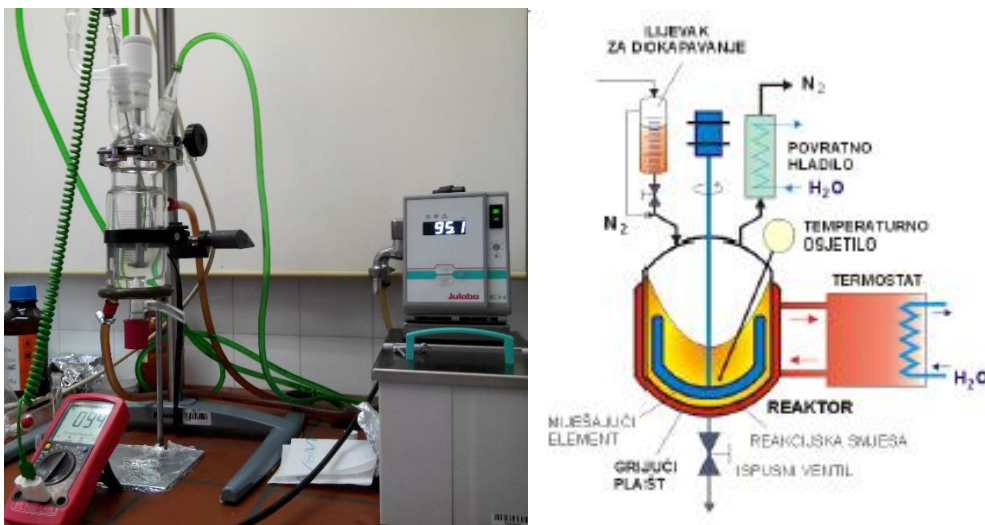 95.1
Julabo
094
ILIJEVAK
ZA DOKAPAVANJE
N2
POVRATNO
HLADILO
H2O
N2
TEMPERATURNO
OSJETILO
TERMOSTAT
H2O
REAKTOR
MIJEŠAJUĆI
ELEMENT
REAKCIJSKA SMJESA
GRIJUĆI
PLAŠT
ISPUSNI VENTIL